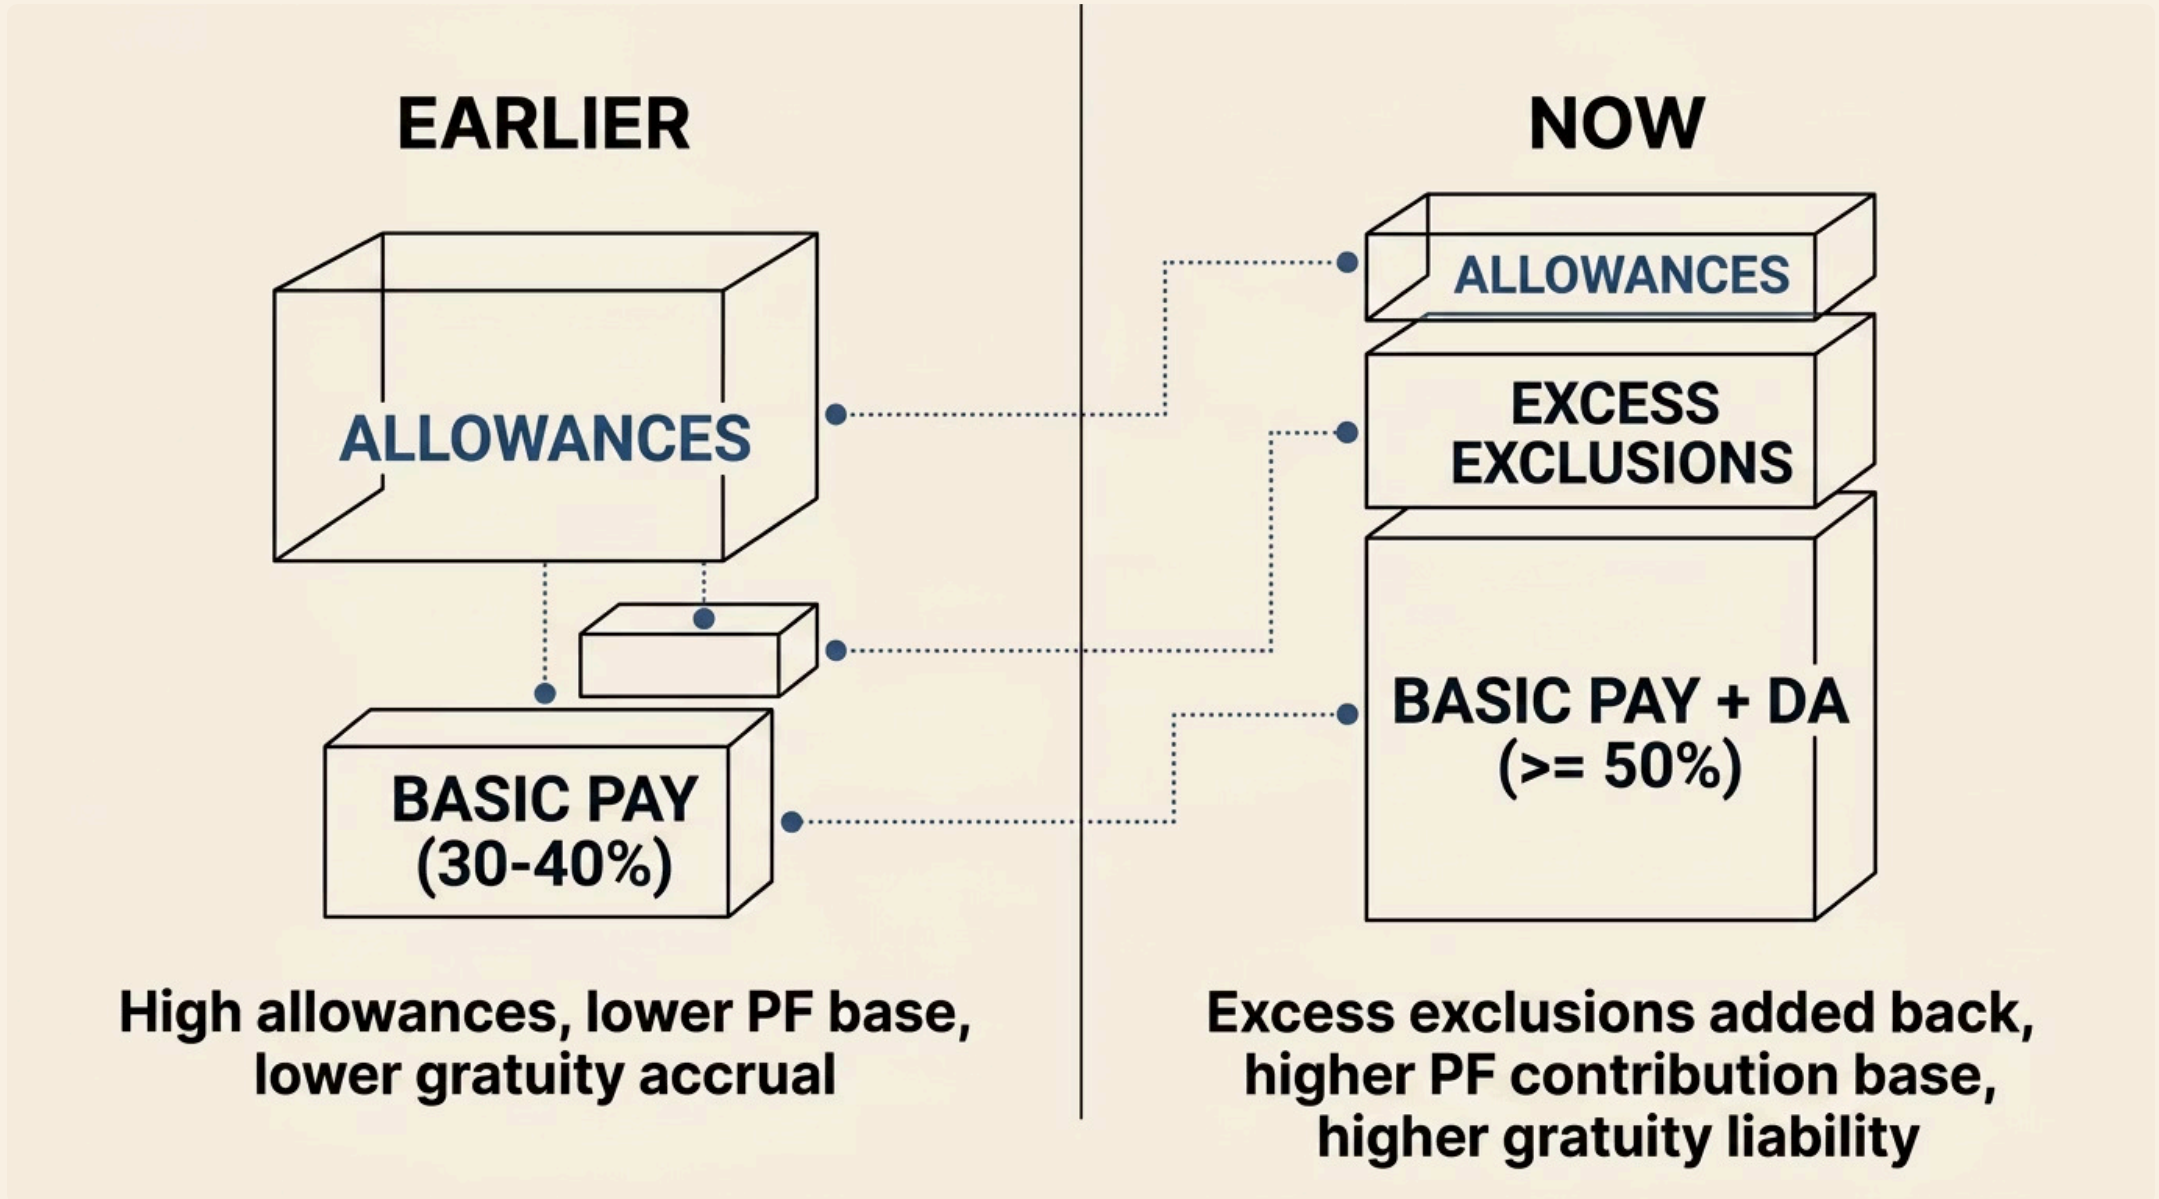 EARLIER
ALLOWANCES
BASIC PAY
(30-40%)
High allowances, lower PF base,
lower gratuity accrual
NOW
ALLOWANCES
EXCESS
EXCLUSIONS
BASIC PAY + DA
(>= 50%)
Excess exclusions added back,
higher PF contribution base,
higher gratuity liability